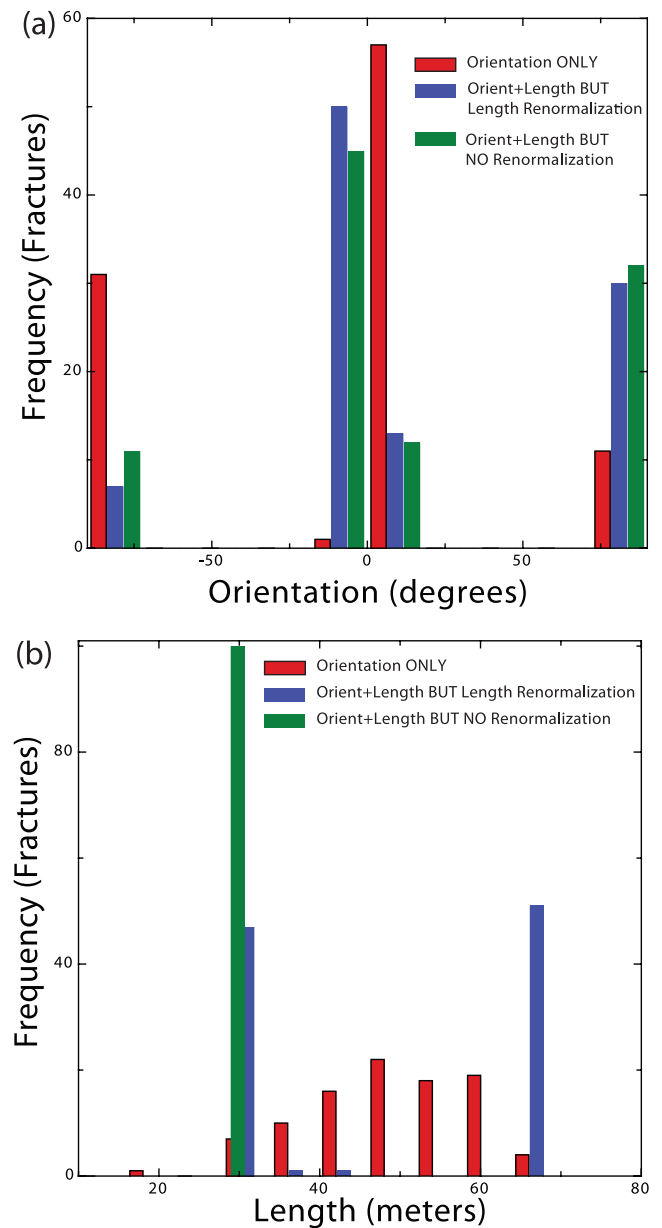 (a)
60
40
20
0
Frequency (Fractures)
Orientation ONLY
Orient+Length BUT
Length Renormalization
Orient+Length BUT
NO Renormalization
-50
0
50
Orientation (degrees)
(b)
80
40
0
Frequency (Fractures)
Orientation ONLY
Orient+Length BUT Length Renormalization
Orient+Length BUT NO Renormalization
20
40
60
80
Length (meters)